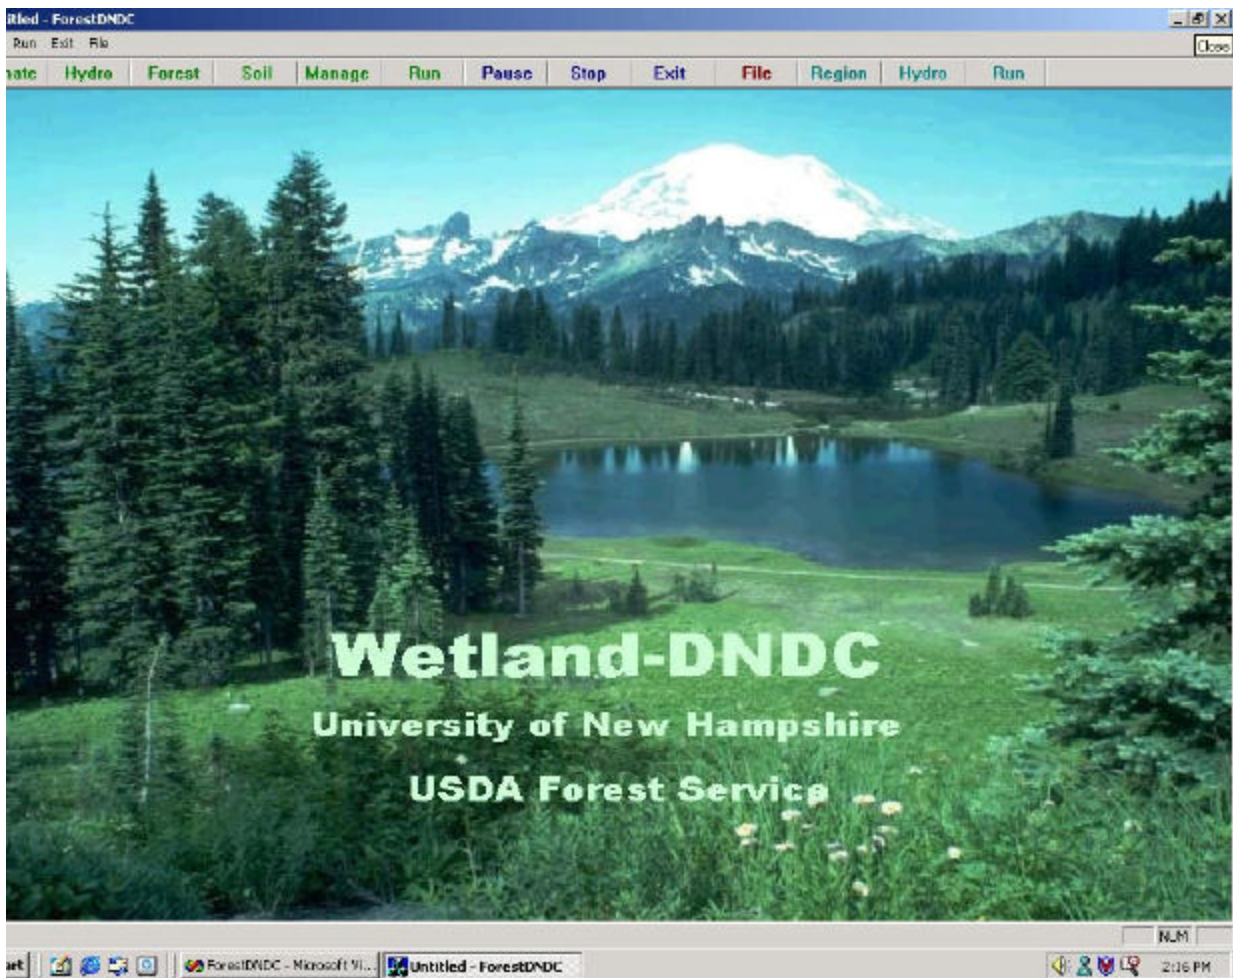 itled - ForestDNDC
Run Exit File
Close
nate Hydro Forest Soil Manage Run Pause Stop Exit File Region Hydro Run
Wetland-DNDC
University of New Hampshire
USDA Forest Service
NUM
art ForestDNDC - Microsoft Vi... Untitled - ForestDNDC 2:16 PM